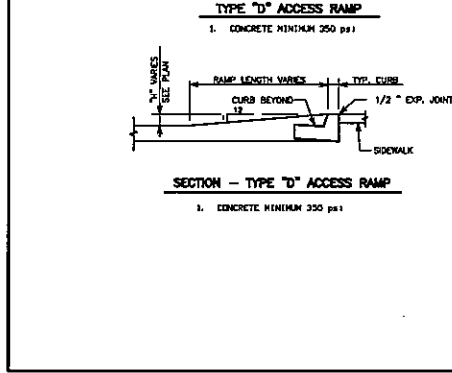 TYPE "D" ACCESS RAMP
1. CONCRETE MINIMUM 350 psi
"H" VARIES
SEE PLAN
RAMP LENGTH VARIES
TYP. CURB
CURB BEYOND
1/2 " EXP. JOINT
12
1
SIDEWALK
SECTION - TYPE "D" ACCESS RAMP
1. CONCRETE MINIMUM 350 psi